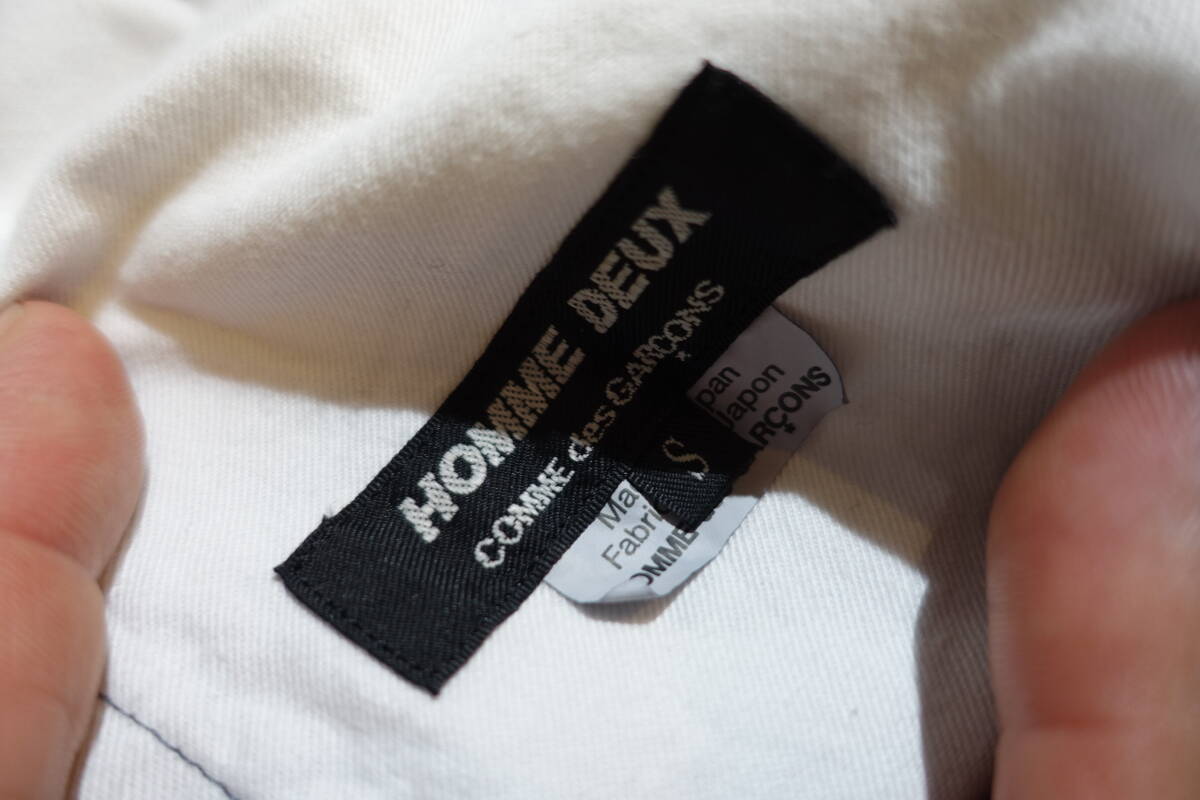 HOMME DEUX
COMME des GARÇONS
S
Ma pan
Fabri Japon
OMME ARÇONS